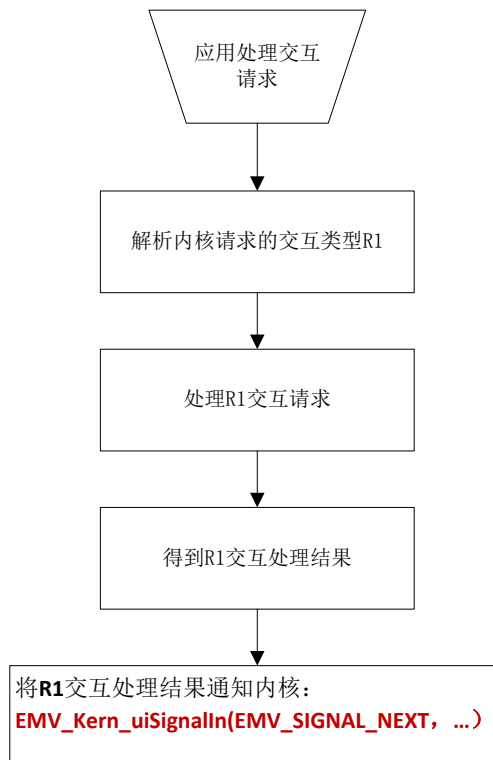 应用处理交互
请求
解析内核请求的交互类型R1
处理R1交互请求
得到R1交互处理结果
将R1交互处理结果通知内核：
EMV_Kern_uiSignalIn(EMV_SIGNAL_NEXT，…）